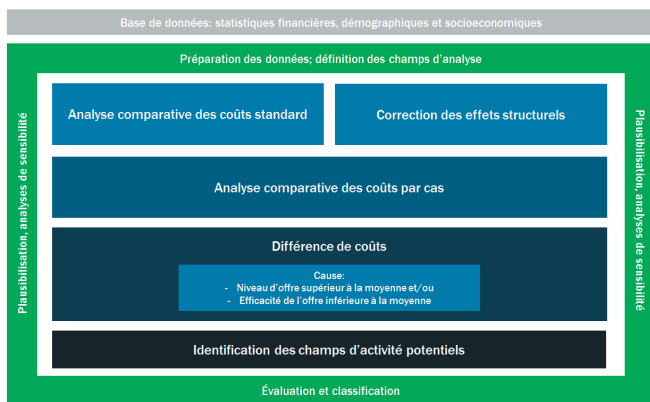 Base de données: statistiques financières, démographiques et socioeconomiques
Préparation des données; définition des champs d'analyse
Plausibilisation, analyses de sensibilité
Analyse comparative des coûts standard
Correction des effets structurels
Plausibilisation, analyses de sensibilité
Analyse comparative des coûts par cas
Différence de coûts
Cause:
- Niveau d'offre supérieur à la moyenne et/ou
- Efficacité de l'offre inférieure à la moyenne
Identification des champs d'activité potentiels
Évaluation et classification